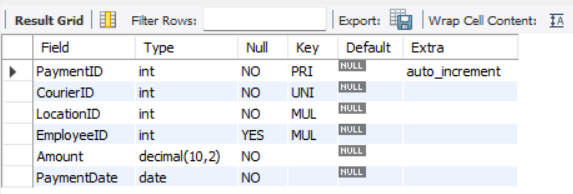 Result Grid Filter Rows: Export: Wrap Cell Content: IA
Field Type Null Key Default Extra
PaymentID int NO PRI NULL auto_increment
CourierID int NO UNI NULL
LocationID int NO MUL NULL
EmployeeID int YES MUL NULL
Amount decimal(10,2) NO NULL
PaymentDate date NO NULL